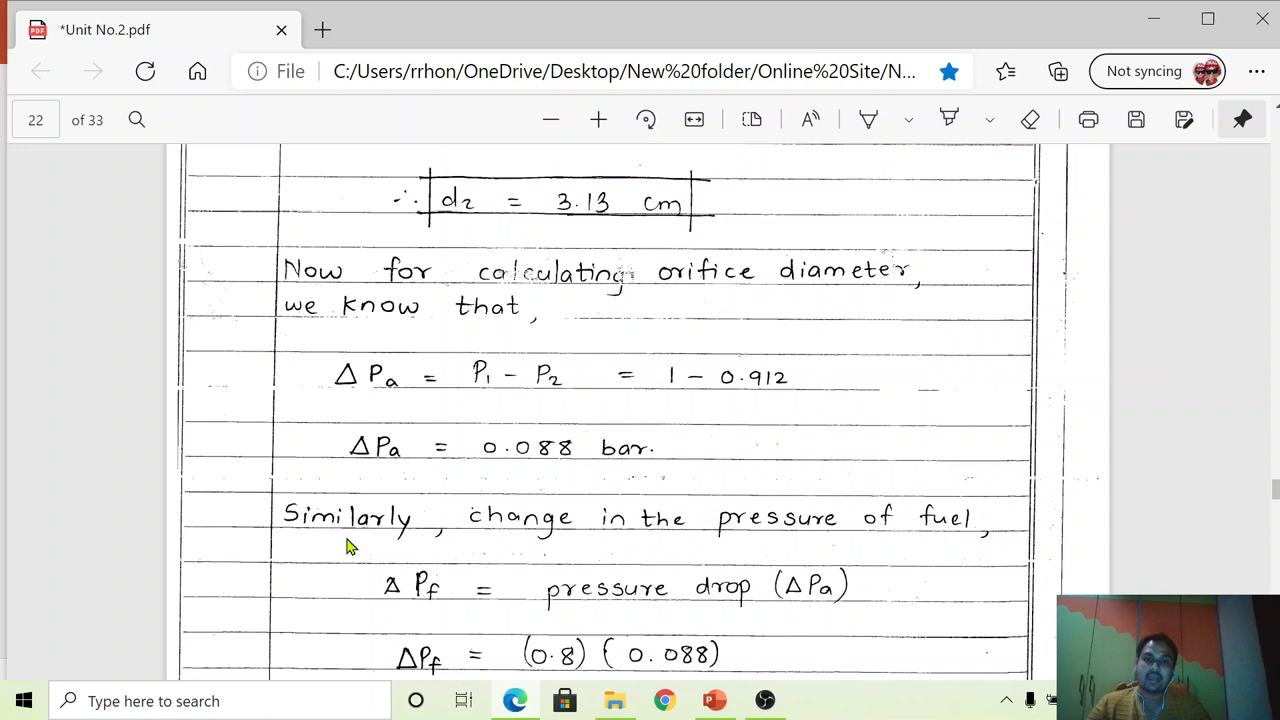 *Unit No.2.pdf
File
C:/Users/rrhon/OneDrive/Desktop/New%20folder/Online%20Site/N...
Not syncing
22 of 33
∴ d2 = 3.13 cm
Now for calculating orifice diameter,
we know that,
Δ Pa = P1 - P2 = 1 - 0.912
ΔPa = 0.088 bar.
Similarly, change in the pressure of fuel,
Δ Pf = pressure drop (ΔPa)
ΔPf = (0.8) (0.088)
Type here to search